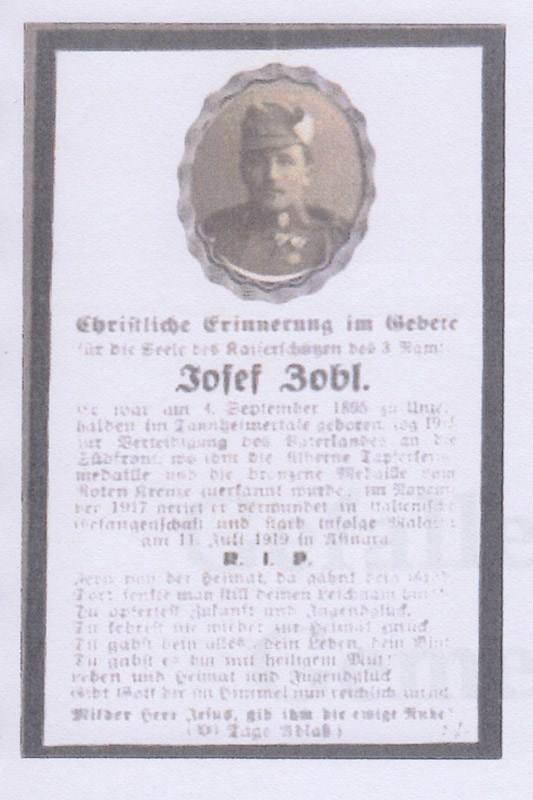 Christliche Erinnerung im Gebete
für die Seele des Kaiserschützen des 3 Rgmt.
Josef Zobl.
Er war am 4. September 1895 zu
halden im Tannheimertale geboren, zog
zur Verteidigung des Vaterlandes an die
Südfront, wo ihm die silberne
medaille und die bronzene Medaille vom
Roten Kreuze zuerkannt wurde, im Novem-
ber 1917 geriet er verwundet in italienische
Gefangenschaft und starb infolge Malaria
am 11. Juli 1919 in Asinara.
R. I. P.
Fern von der Heimat, da gähnt dein Grab
Dort senkte man still deinen Leichnam hinab
Du opfertest Zukunft und Jugendglück,
Du kehrst nie wieder zur Heimat zurück
Du gabst dein alles, dein Leben, dein Blut
Du gabst es hin mit heiligem Mut
Leben und Heimat und Jugendglück
Gibt Gott dir im Himmel nun reichlich zurück
Milder Herr Jesus, gib ihm die ewige Ruhe!
Tage Ablaß)